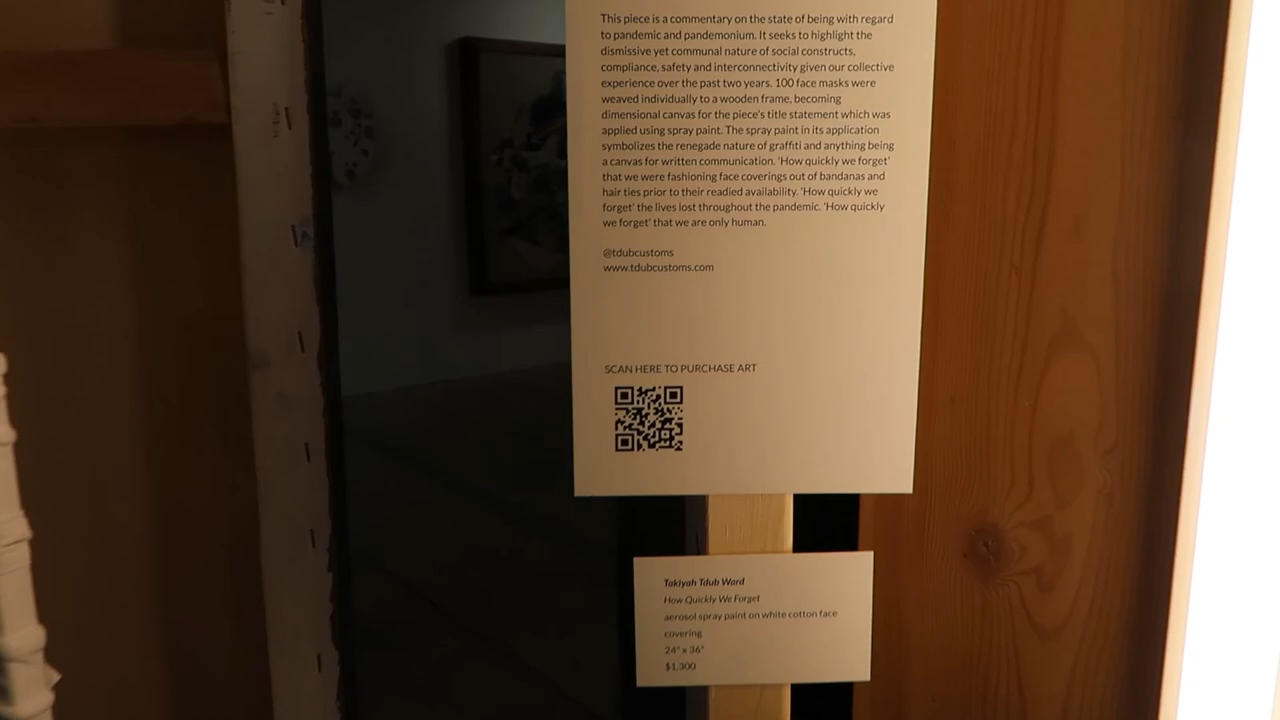 This piece is a commentary on the state of being with regard
to pandemic and pandemonium. It seeks to highlight the
dismissive yet communal nature of social constructs,
compliance, safety and interconnectivity given our collective
experience over the past two years. 100 face masks were
weaved individually to a wooden frame, becoming
dimensional canvas for the piece's title statement which was
applied using spray paint. The spray paint in its application
symbolizes the renegade nature of graffiti and anything being
a canvas for written communication. 'How quickly we forget'
that we were fashioning face coverings out of bandanas and
hair ties prior to their readied availability. 'How quickly we
forget' the lives lost throughout the pandemic. 'How quickly
we forget' that we are only human.
@tdubcustoms
www.tdubcustoms.com
SCAN HERE TO PURCHASE ART
Takiyah Tdub Ward
How Quickly We Forget
aerosol spray paint on white cotton face
covering
24" x 36"
$1,300